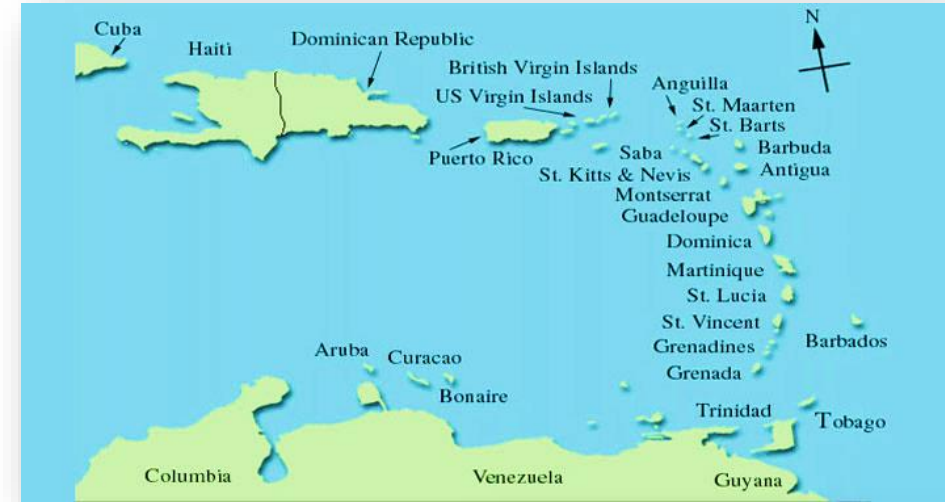 N
Cuba
Haiti
Dominican Republic
British Virgin Islands
US Virgin Islands
Anguilla
St. Maarten
St. Barts
Puerto Rico
Saba
Barbuda
St. Kitts & Nevis
Antigua
Montserrat
Guadeloupe
Dominica
Martinique
St. Lucia
St. Vincent
Barbados
Grenadines
Grenada
Aruba
Curacao
Bonaire
Trinidad
Tobago
Columbia
Venezuela
Guyana